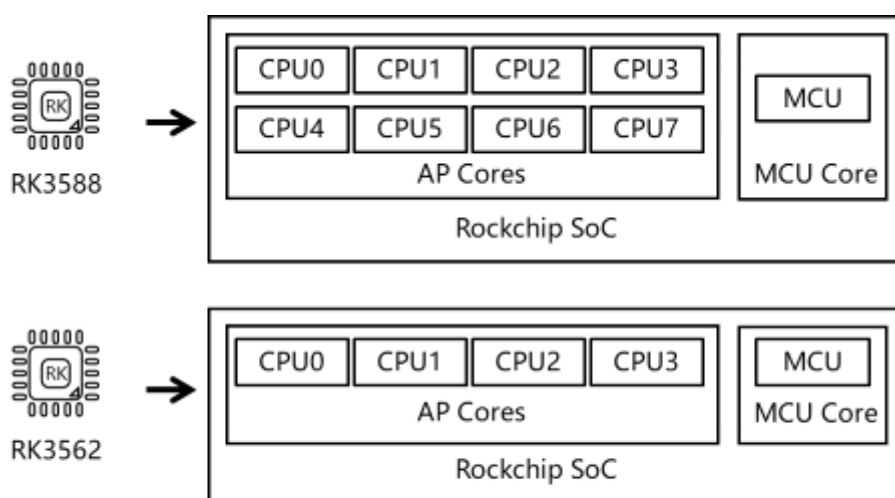 CPU0 CPU1 CPU2 CPU3
MCU
RK
CPU4 CPU5 CPU6 CPU7
AP Cores
MCU Core
RK3588
Rockchip SoC
CPU0 CPU1 CPU2 CPU3
MCU
RK
AP Cores
MCU Core
RK3562
Rockchip SoC